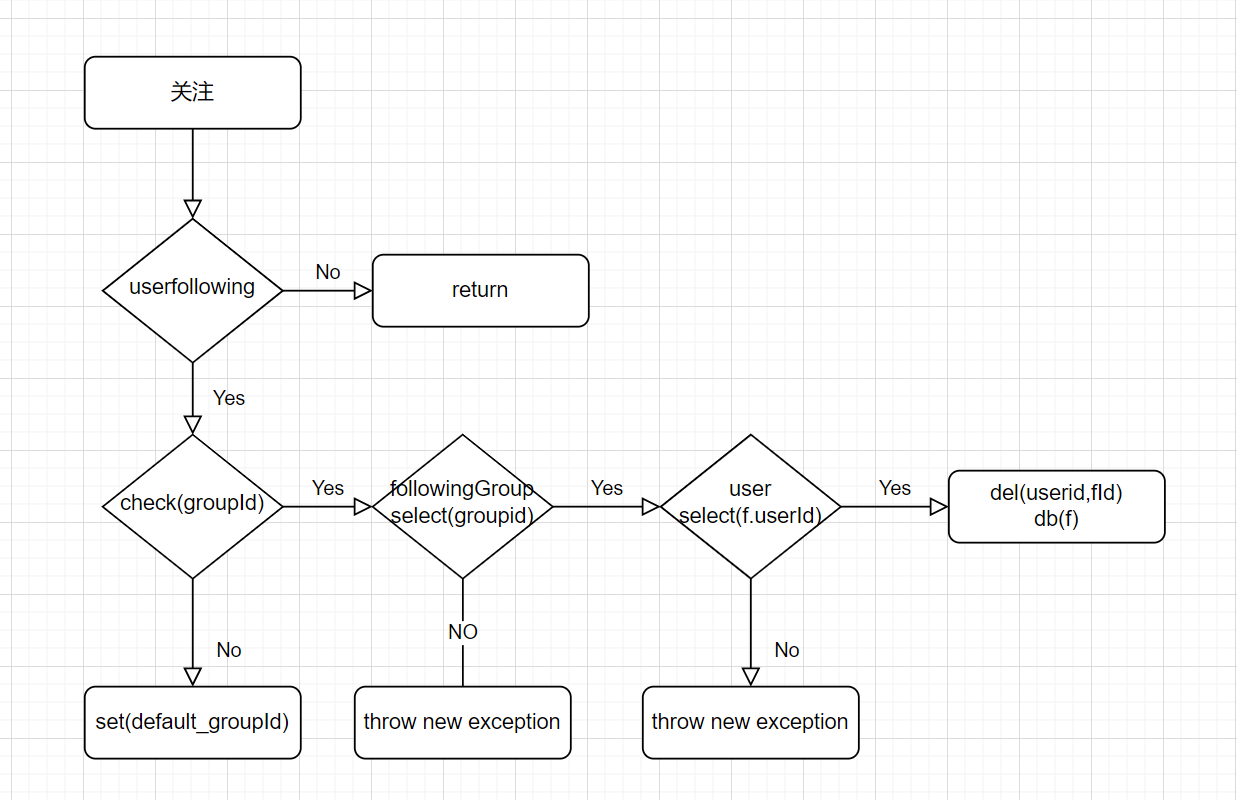 关注
userfollowing
No
return
Yes
check(groupId)
Yes
followingGroup
select(groupid)
Yes
user
select(f.userId)
Yes
del(userid,fId)
db(f)
No
NO
No
set(default_groupId)
throw new exception
throw new exception